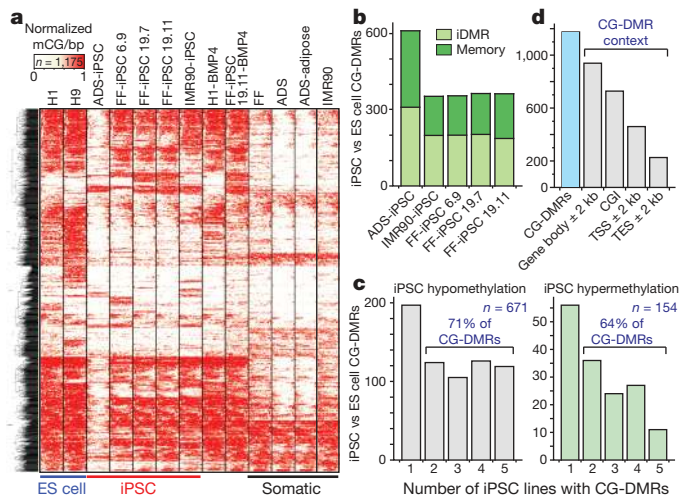 a
Normalized
mCG/bp
n = 1,175
0 1
H1
H9
ADS-iPSC
FF-iPSC 6.9
FF-iPSC 19.7
FF-iPSC 19.11
IMR90-iPSC
H1-BMP4
FF-iPSC
19.11-BMP4
FF
ADS
ADS-adipose
IMR90
ES cell
iPSC
Somatic
b
iPSC vs ES cell CG-DMRs
600
300
0
iDMR
Memory
ADS-iPSC
IMR90-iPSC
FF-iPSC 6.9
FF-iPSC 19.7
FF-iPSC 19.11
d
1,000
600
200
0
CG-DMR
context
CG-DMRs
Gene body ± 2 kb
CGI
TSS ± 2 kb
TES ± 2 kb
c
iPSC vs ES cell CG-DMRs
iPSC hypomethylation
200
100
0
n = 671
71% of
CG-DMRs
1 2 3 4 5
iPSC hypermethylation
50
40
30
20
10
0
n = 154
64% of
CG-DMRs
1 2 3 4 5
Number of iPSC lines with CG-DMRs